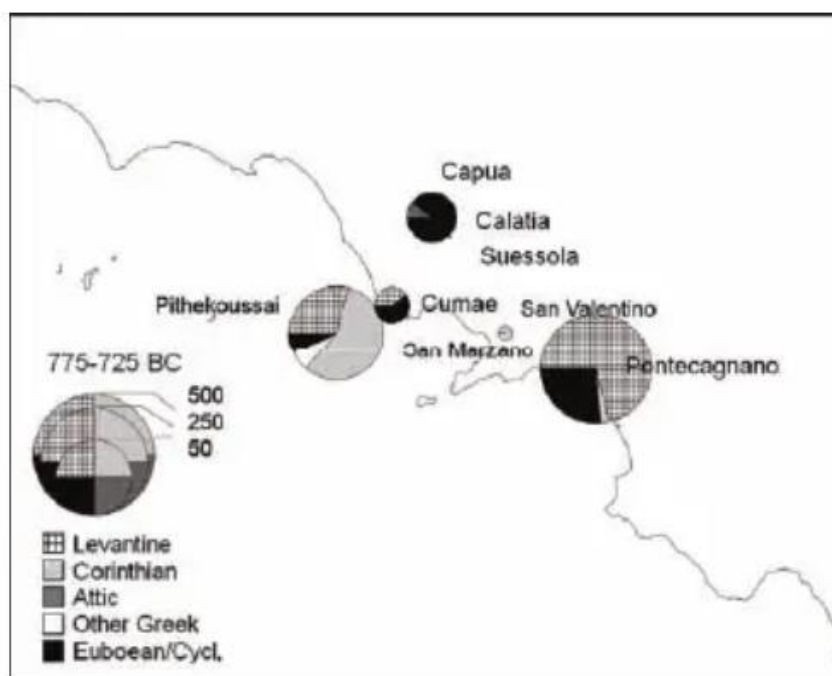 Capua
Calatia
Suessola
Pithekoussai
Cumae
San Valentino
San Marzano
Pontecagnano
775-725 BC
500
250
50
Levantine
Corinthian
Attic
Other Greek
Euboean/Cycl.